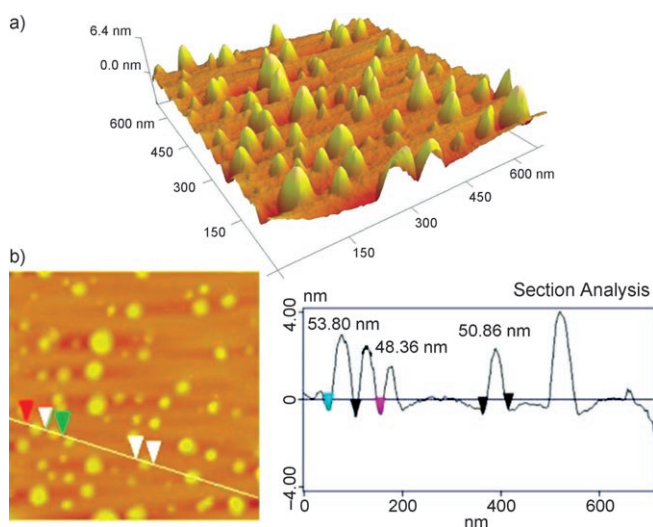 a)
6.4 nm
0.0 nm
600 nm
450
300
150
150
300
450
600 nm
b)
Section Analysis
nm
4.00
0
−4.00
53.80 nm
48.36 nm
50.86 nm
0
200
400
600
nm